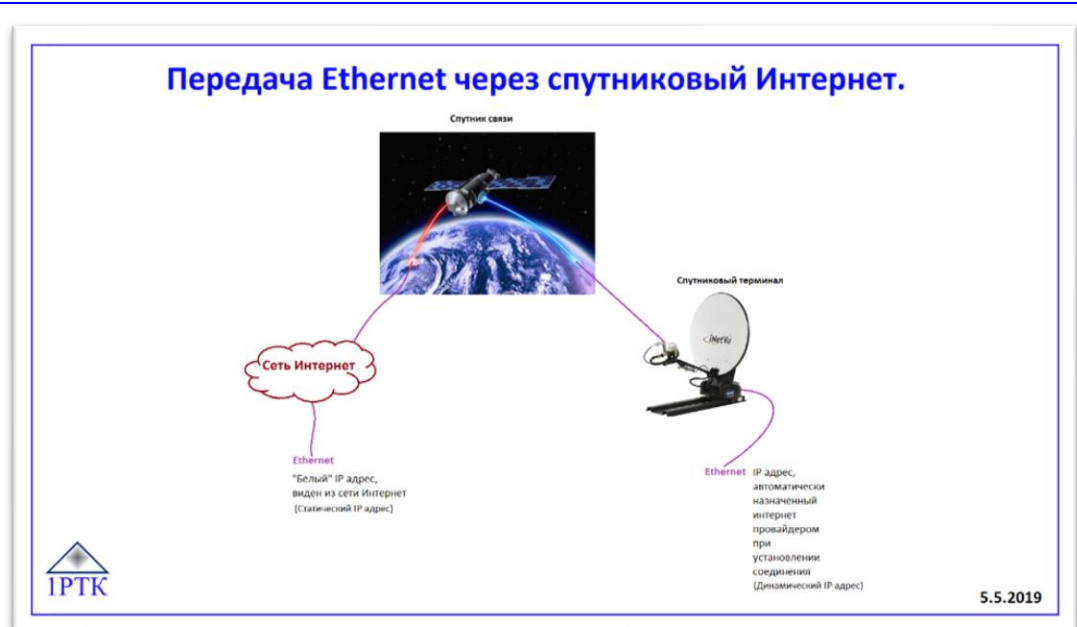 Передача Ethernet через спутниковый Интернет.
Спутник связи
Спутниковый терминал
iNetVu
Сеть Интернет
Ethernet
"Белый" IP адрес,
виден из сети Интернет
(Статический IP адрес)
Ethernet IP адрес,
автоматически
назначенный
интернет
провайдером
при
установлении
соединения
(Динамический IP адрес)
1РТК
5.5.2019